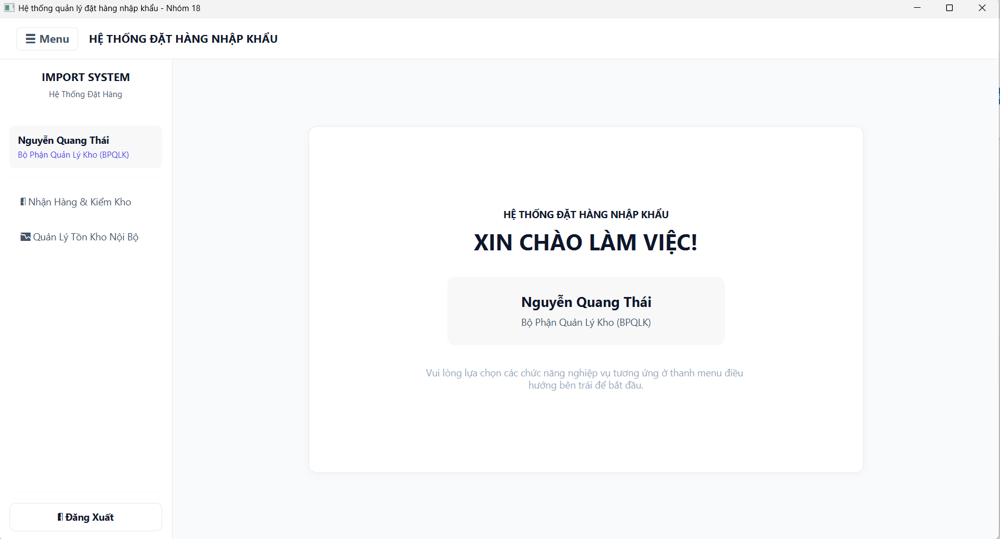 Hệ thống quản lý đặt hàng nhập khẩu - Nhóm 18
☰ Menu
HỆ THỐNG ĐẶT HÀNG NHẬP KHẨU
IMPORT SYSTEM
Hệ Thống Đặt Hàng
Nguyễn Quang Thái
Bộ Phận Quản Lý Kho (BPQLK)
Nhận Hàng & Kiểm Kho
Quản Lý Tồn Kho Nội Bộ
Đăng Xuất
HỆ THỐNG ĐẶT HÀNG NHẬP KHẨU
XIN CHÀO LÀM VIỆC!
Nguyễn Quang Thái
Bộ Phận Quản Lý Kho (BPQLK)
Vui lòng lựa chọn các chức năng nghiệp vụ tương ứng ở thanh menu điều
hướng bên trái để bắt đầu.